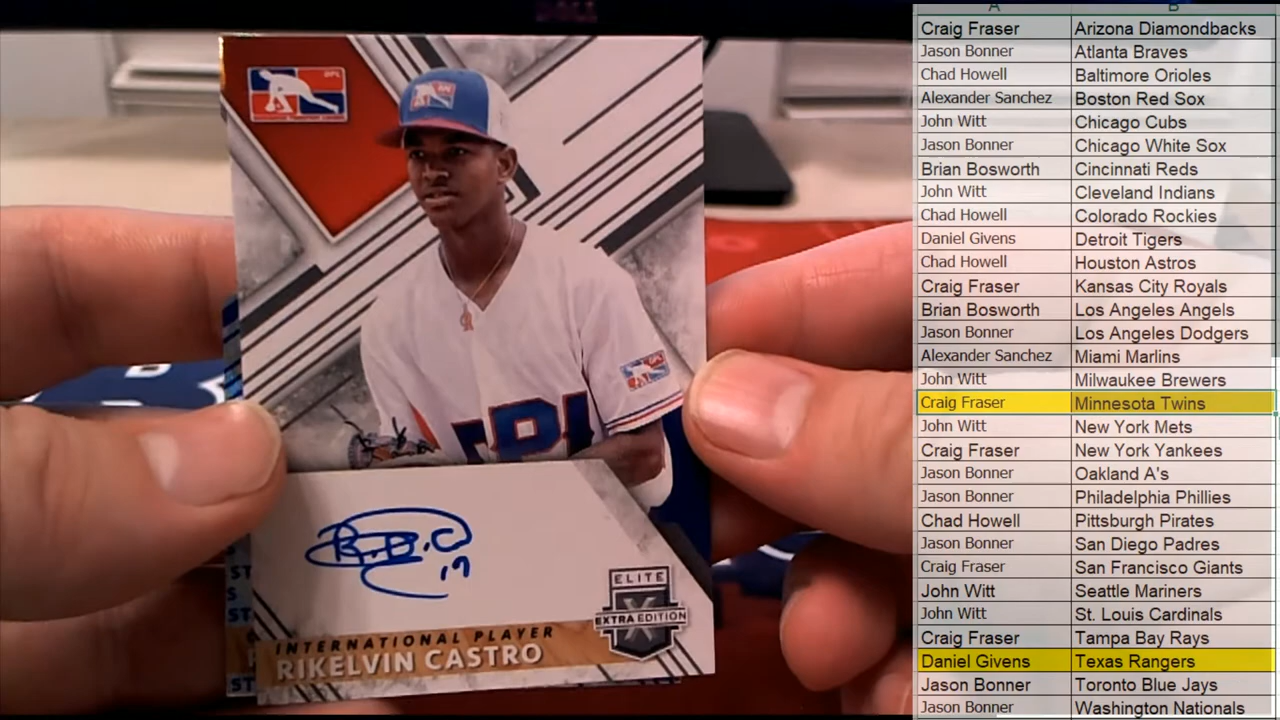 DPL
DPL
R.B.C 17
ELITE
EXTRA EDITION
INTERNATIONAL PLAYER
RIKELVIN CASTRO
ST
ST
ST
A B
Craig Fraser Arizona Diamondbacks
Jason Bonner Atlanta Braves
Chad Howell Baltimore Orioles
Alexander Sanchez Boston Red Sox
John Witt Chicago Cubs
Jason Bonner Chicago White Sox
Brian Bosworth Cincinnati Reds
John Witt Cleveland Indians
Chad Howell Colorado Rockies
Daniel Givens Detroit Tigers
Chad Howell Houston Astros
Craig Fraser Kansas City Royals
Brian Bosworth Los Angeles Angels
Jason Bonner Los Angeles Dodgers
Alexander Sanchez Miami Marlins
John Witt Milwaukee Brewers
Craig Fraser Minnesota Twins
John Witt New York Mets
Craig Fraser New York Yankees
Jason Bonner Oakland A's
Jason Bonner Philadelphia Phillies
Chad Howell Pittsburgh Pirates
Jason Bonner San Diego Padres
Craig Fraser San Francisco Giants
John Witt Seattle Mariners
John Witt St. Louis Cardinals
Craig Fraser Tampa Bay Rays
Daniel Givens Texas Rangers
Jason Bonner Toronto Blue Jays
Jason Bonner Washington Nationals